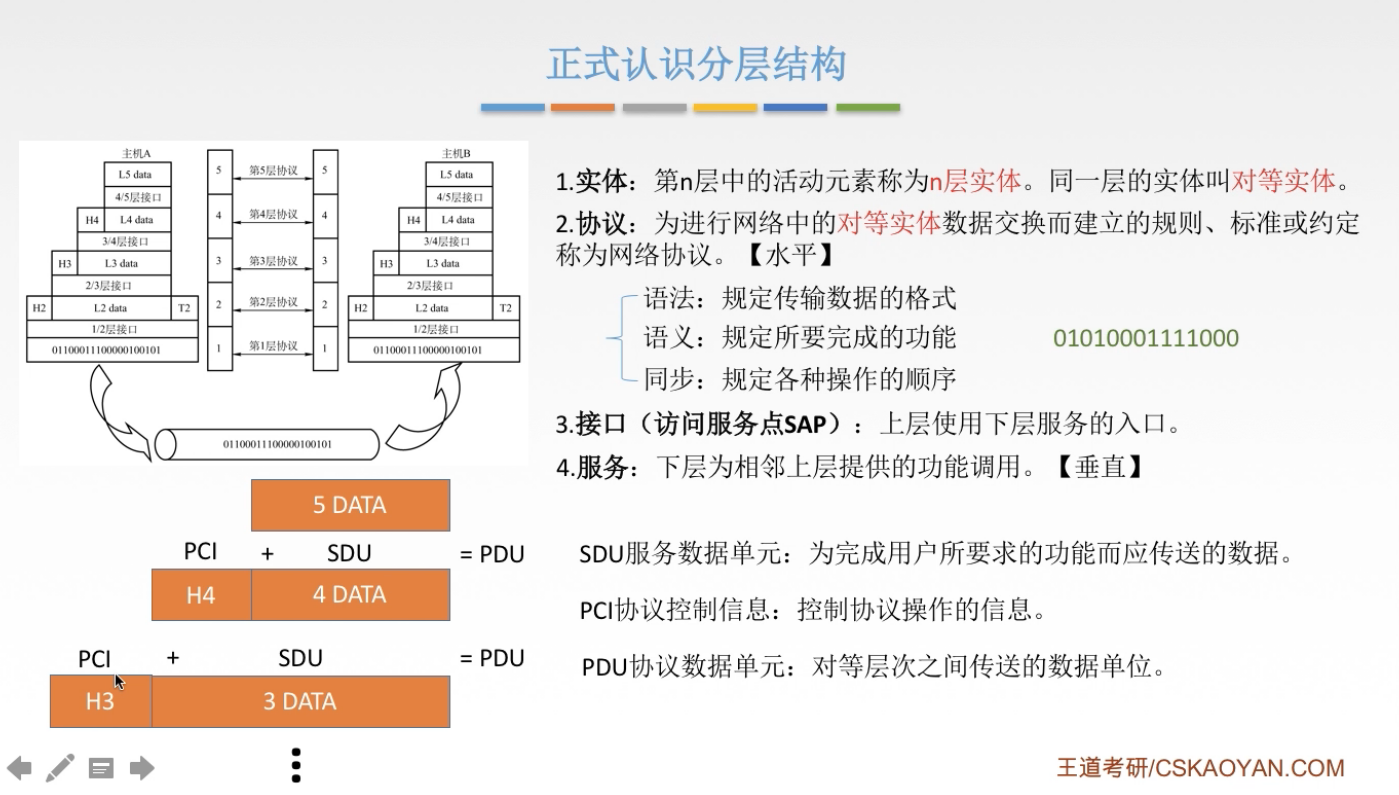 正式认识分层结构
主机A
L5 data
4/5层接口
H4 L4 data
3/4层接口
H3 L3 data
2/3层接口
H2 L2 data T2
1/2层接口
01100011100000100101
5 第5层协议 5
4 第4层协议 4
3 第3层协议 3
2 第2层协议 2
1 第1层协议 1
主机B
L5 data
4/5层接口
H4 L4 data
3/4层接口
H3 L3 data
2/3层接口
H2 L2 data T2
1/2层接口
01100011100000100101
0110001110000010​0101
5 DATA
PCI + SDU = PDU
H4 4 DATA
PCI + SDU = PDU
H3 3 DATA
1.实体：第n层中的活动元素称为n层实体。同一层的实体叫对等实体。
2.协议：为进行网络中的对等实体数据交换而建立的规则、标准或约定
称为网络协议。【水平】
语法：规定传输数据的格式
语义：规定所要完成的功能
01010001111000
同步：规定各种操作的顺序
3.接口（访问服务点SAP）：上层使用下层服务的入口。
4.服务：下层为相邻上层提供的功能调用。【垂直】
SDU服务数据单元：为完成用户所要求的功能而应传送的数据。
PCI协议控制信息：控制协议操作的信息。
PDU协议数据单元：对等层次之间传送的数据单位。
王道考研/CSKAOYAN.COM